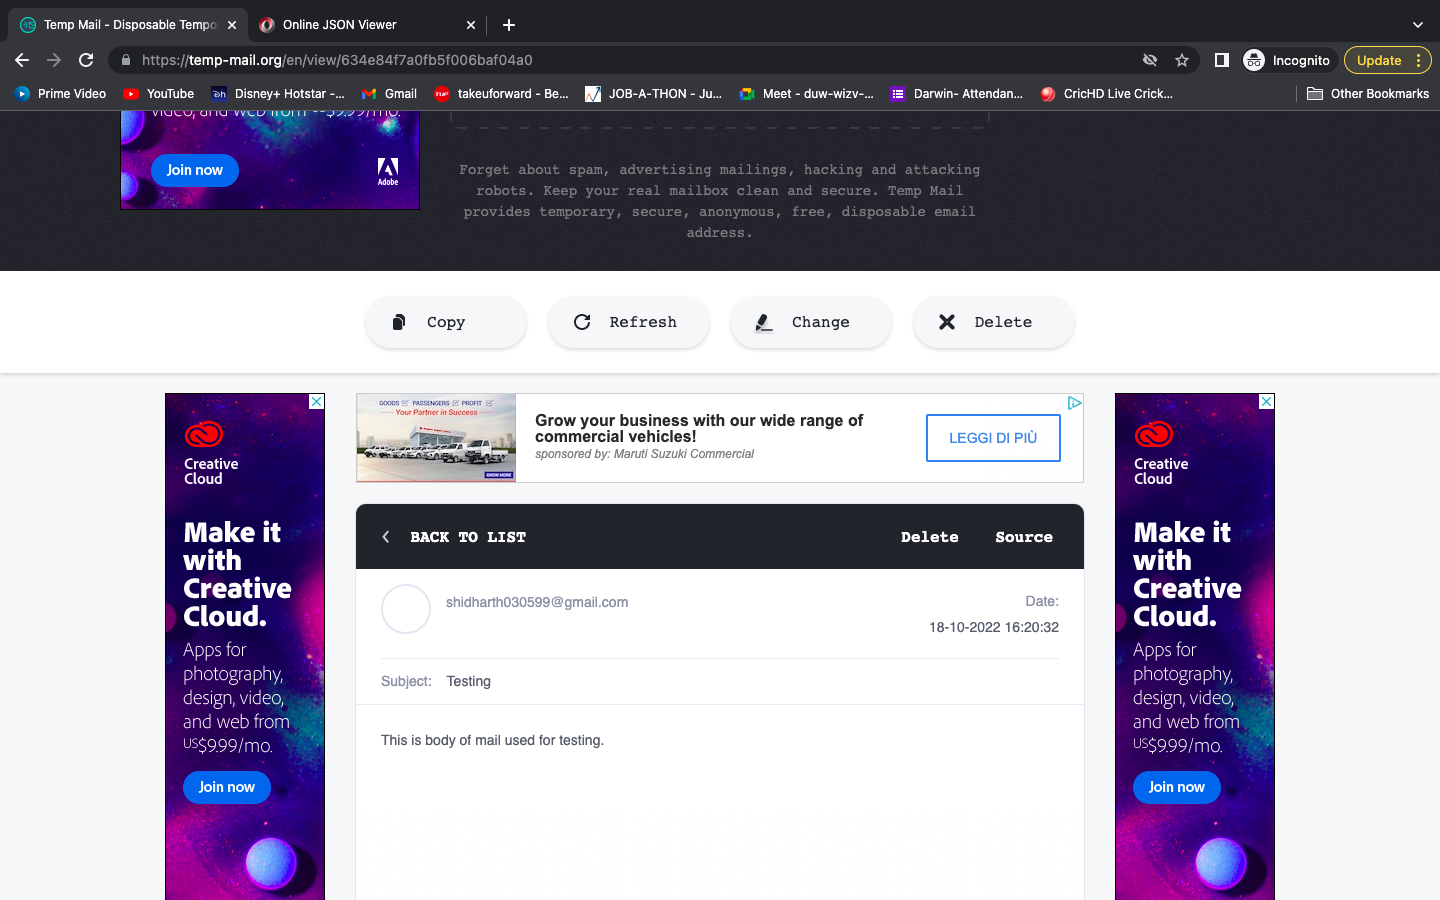 Temp Mail - Disposable Tempo
Online JSON Viewer
https://temp-mail.org/en/view/634e84f7a0fb5f006baf04a0
Incognito
Update
Prime Video
YouTube
Disney+ Hotstar -...
Gmail
takeuforward - Be...
JOB-A-THON - Ju...
Meet - duw-wizv-...
Darwin- Attendan...
CricHD Live Crick...
Other Bookmarks
video, and web from US$9.99/mo.
Join now
Adobe
Forget about spam, advertising mailings, hacking and attacking
robots. Keep your real mailbox clean and secure. Temp Mail
provides temporary, secure, anonymous, free, disposable email
address.
Copy
Refresh
Change
Delete
Creative
Cloud
Make it
with
Creative
Cloud.
Apps for
photography,
design, video,
and web from
US$9.99/mo.
Join now
GOODS PASSENGERS PROFIT
Your Partner in Success
KNOW MORE
Grow your business with our wide range of
commercial vehicles!
sponsored by: Maruti Suzuki Commercial
LEGGI DI PIÙ
BACK TO LIST
Delete
Source
shidharth030599@gmail.com
Date:
18-10-2022 16:20:32
Subject: Testing
This is body of mail used for testing.
Creative
Cloud
Make it
with
Creative
Cloud.
Apps for
photography,
design, video,
and web from
US$9.99/mo.
Join now